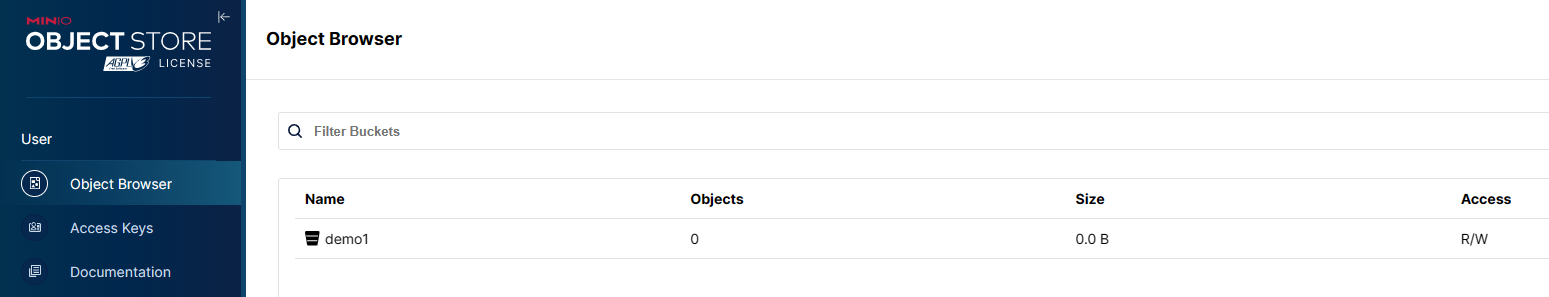 MINIO
OBJECT STORE
AGPL LICENSE
Object Browser
User
Object Browser
Access Keys
Documentation
Filter Buckets
Name Objects Size Access
demo1 0 0.0 B R/W